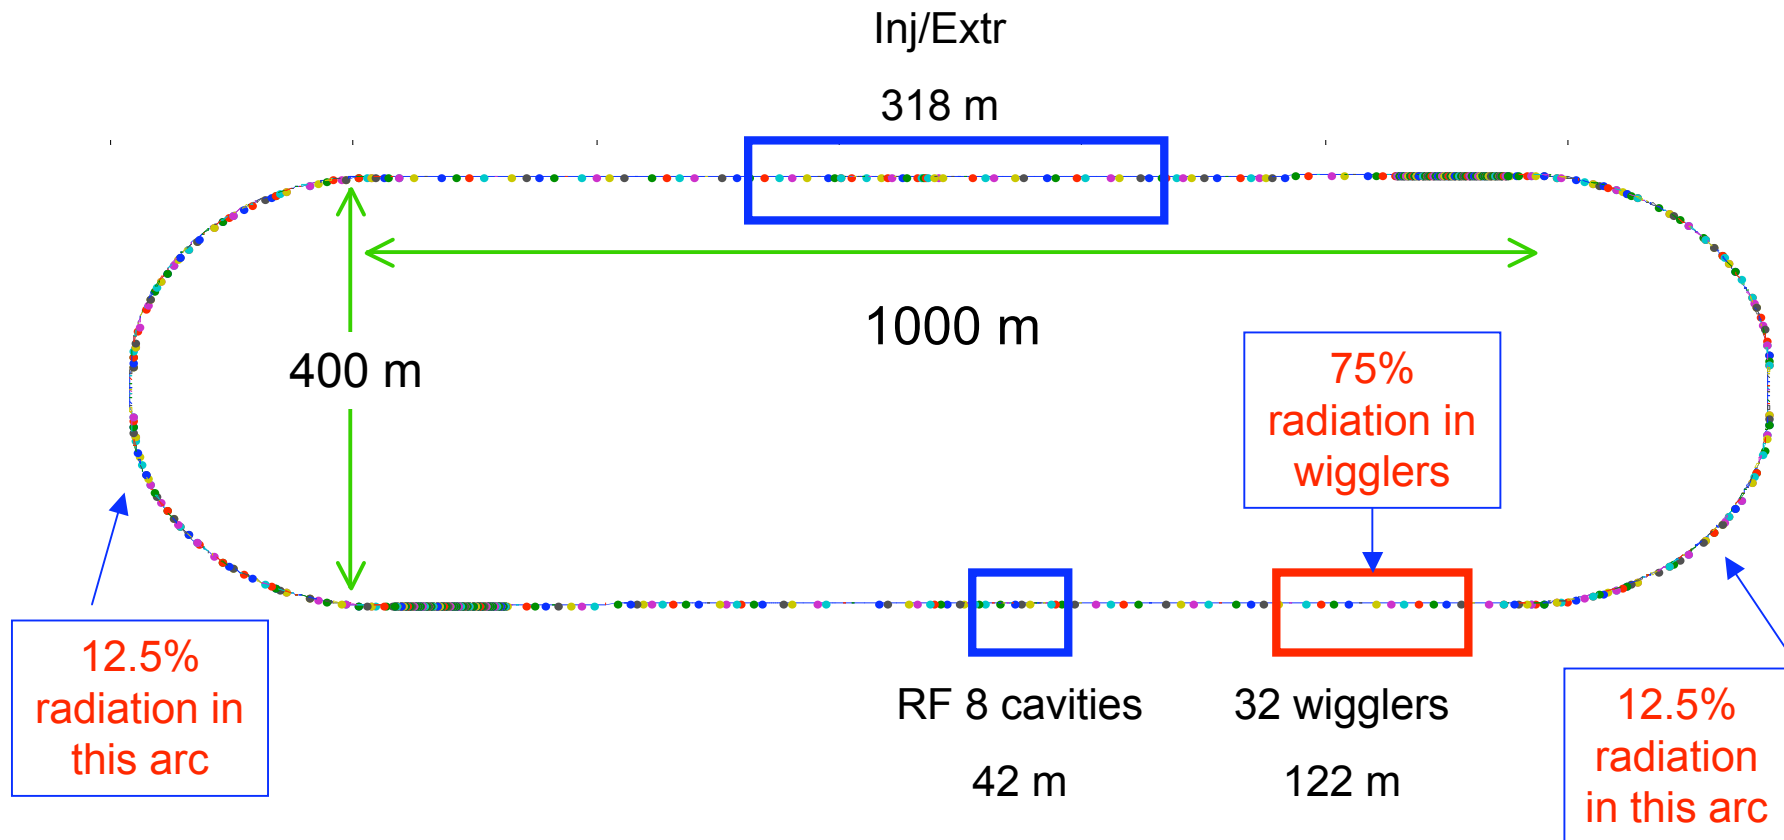 Inj/Extr
318 m
1000 m
400 m
75%
radiation in
wigglers
12.5%
radiation in
this arc
RF 8 cavities
42 m
32 wigglers
122 m
12.5%
radiation
in this arc